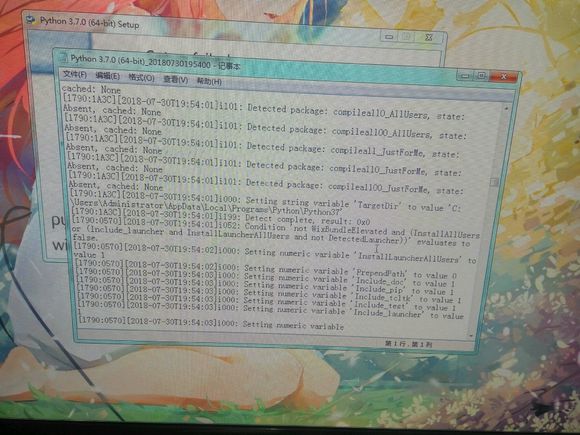 Python 3.7.0 (64-bit) Setup
Python 3.7.0 (64-bit)_20180730195400 - 记事本
文件(F) 编辑(E) 格式(O) 查看(V) 帮助(H)
cached: None
[1790:1A3C][2018-07-30T19:54:01]i101: Detected package: compileall0_AllUsers, state:
Absent, cached: None
[1790:1A3C][2018-07-30T19:54:01]i101: Detected package: compileall0_AllUsers, state:
Absent, cached: None
[1790:1A3C][2018-07-30T19:54:01]i101: Detected package: compileall_JustForMe, state:
Absent, cached: None
[1790:1A3C][2018-07-30T19:54:01]i101: Detected package: compileall0_JustForMe, state:
Absent, cached: None
[1790:1A3C][2018-07-30T19:54:01]i101: Detected package: compileall00_JustForMe, state:
Absent, cached: None
[1790:1A3C][2018-07-30T19:54:01]i000: Setting string variable 'TargetDir' to value 'C:
\Users\Administrator\AppData\Local\Programs\Python\Python37'
[1790:1A3C][2018-07-30T19:54:01]i199: Detect complete, result: 0x0
[1790:0570][2018-07-30T19:54:01]i052: Condition 'not WixBundleElevated and (InstallAllUsers
or (Include_launcher and InstallLauncherAllUsers and not DetectedLauncher))' evaluates to
false.
[1790:0570][2018-07-30T19:54:02]i000: Setting numeric variable 'InstallLauncherAllUsers' to
value 1
[1790:0570][2018-07-30T19:54:02]i000: Setting numeric variable 'PrependPath' to value 0
[1790:0570][2018-07-30T19:54:03]i000: Setting numeric variable 'Include_doc' to value 1
[1790:0570][2018-07-30T19:54:03]i000: Setting numeric variable 'Include_pip' to value 1
[1790:0570][2018-07-30T19:54:03]i000: Setting numeric variable 'Include_tcltk' to value 1
[1790:0570][2018-07-30T19:54:03]i000: Setting numeric variable 'Include_test' to value 1
[1790:0570][2018-07-30T19:54:03]i000: Setting numeric variable 'Include_launcher' to value
1
[1790:0570][2018-07-30T19:54:03]i000: Setting numeric variable
第 1 行，第 1 列